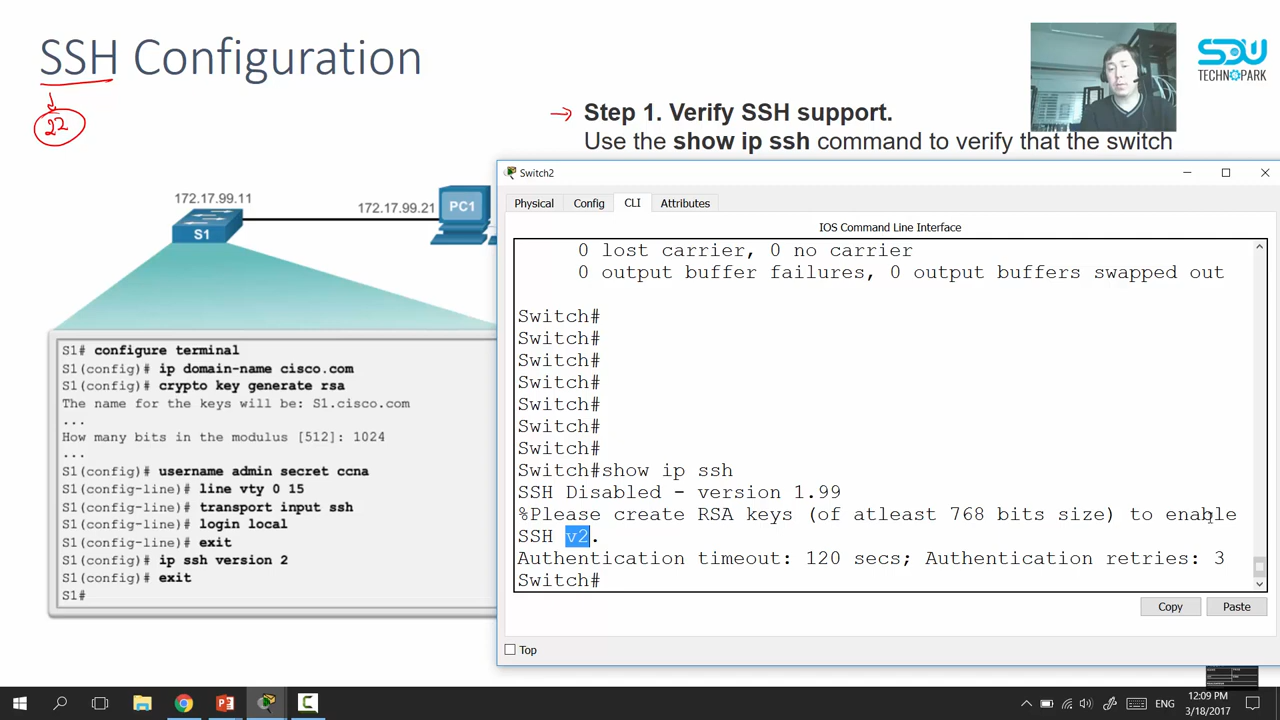 SSH Configuration
22
SDU
TECHNOPARK
Step 1. Verify SSH support.
Use the show ip ssh command to verify that the switch
172.17.99.11
172.17.99.21
PC1
S1
S1# configure terminal
S1(config)# ip domain-name cisco.com
S1(config)# crypto key generate rsa
The name for the keys will be: S1.cisco.com
...
How many bits in the modulus [512]: 1024
...
S1(config)# username admin secret ccna
S1(config-line)# line vty 0 15
S1(config-line)# transport input ssh
S1(config-line)# login local
S1(config-line)# exit
S1(config)# ip ssh version 2
S1(config)# exit
S1#
Switch2
Physical Config CLI Attributes
IOS Command Line Interface
0 lost carrier, 0 no carrier
0 output buffer failures, 0 output buffers swapped out
Switch#
Switch#
Switch#
Switch#
Switch#
Switch#
Switch#
Switch#show ip ssh
SSH Disabled - version 1.99
%Please create RSA keys (of atleast 768 bits size) to enable
SSH v2.
Authentication timeout: 120 secs; Authentication retries: 3
Switch#
Copy Paste
Top
ENG
12:09 PM
3/18/2017